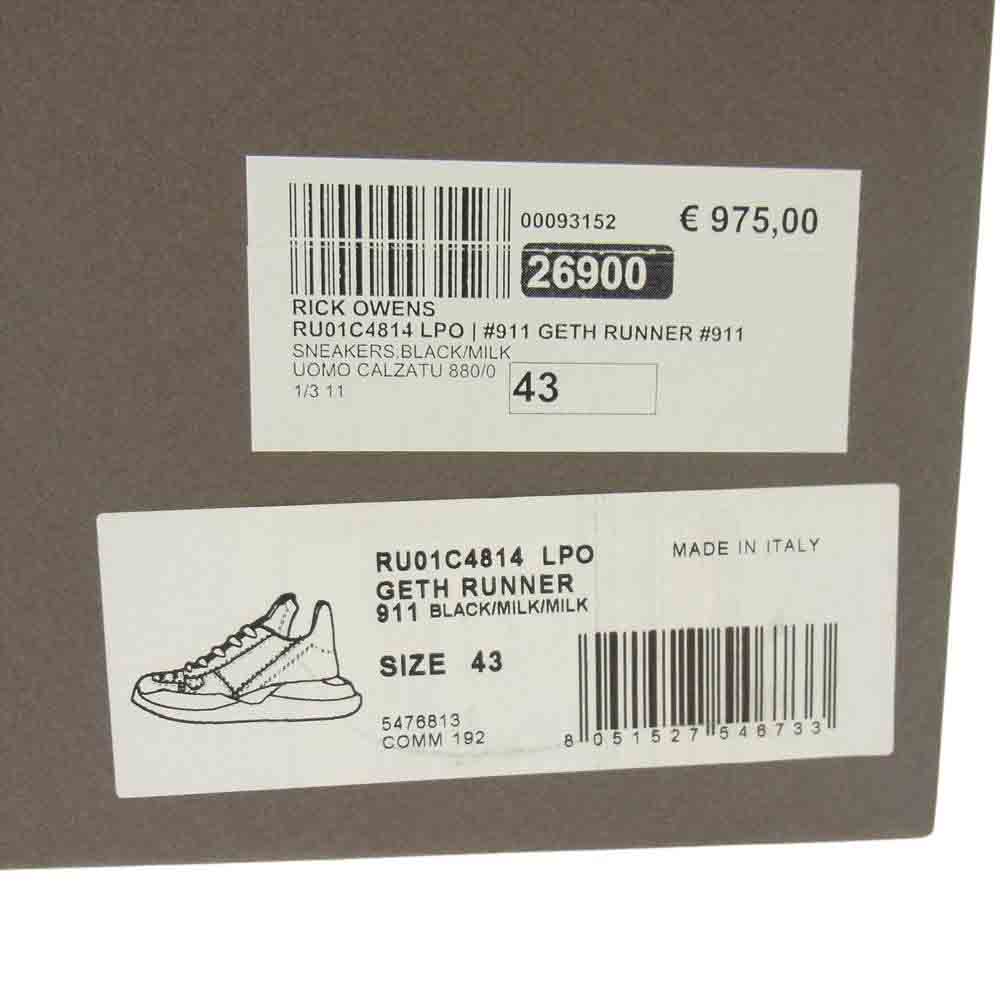 00093152 € 975,00
26900
RICK OWENS
RU01C4814 LPO | #911 GETH RUNNER #911
SNEAKERS,BLACK/MILK
UOMO CALZATU 880/0
1/3 11
43
RU01C4814 LPO
MADE IN ITALY
GETH RUNNER
911 BLACK/MILK/MILK
SIZE 43
5476813
COMM 192
8 051527 546733